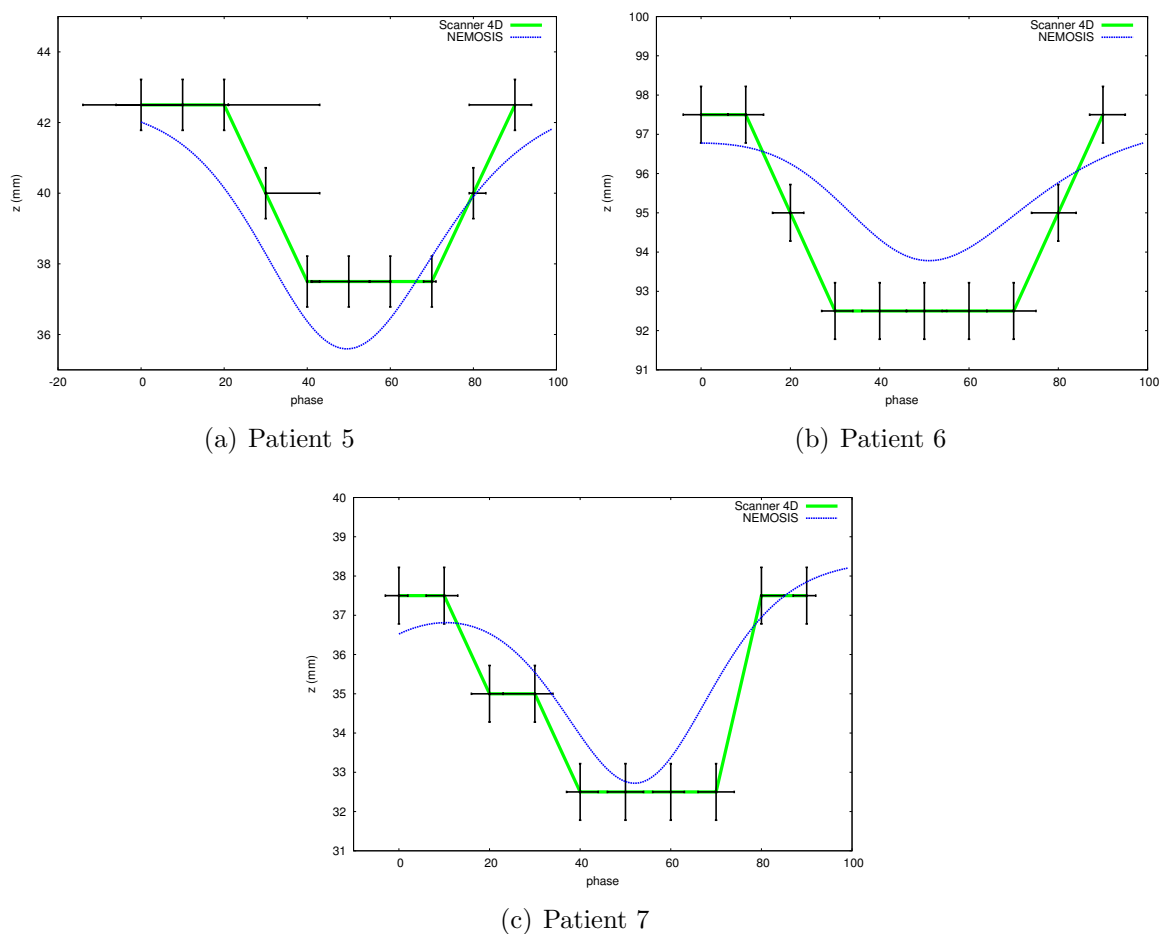 Scanner 4D
NEMOSIS
44
42
40
38
36
z (mm)
-20 0 20 40 60 80 100
phase
(a) Patient 5
Scanner 4D
NEMOSIS
100
99
98
97
96
95
94
93
92
91
z (mm)
0 20 40 60 80 100
phase
(b) Patient 6
Scanner 4D
NEMOSIS
40
39
38
37
36
35
34
33
32
31
z (mm)
0 20 40 60 80 100
phase
(c) Patient 7